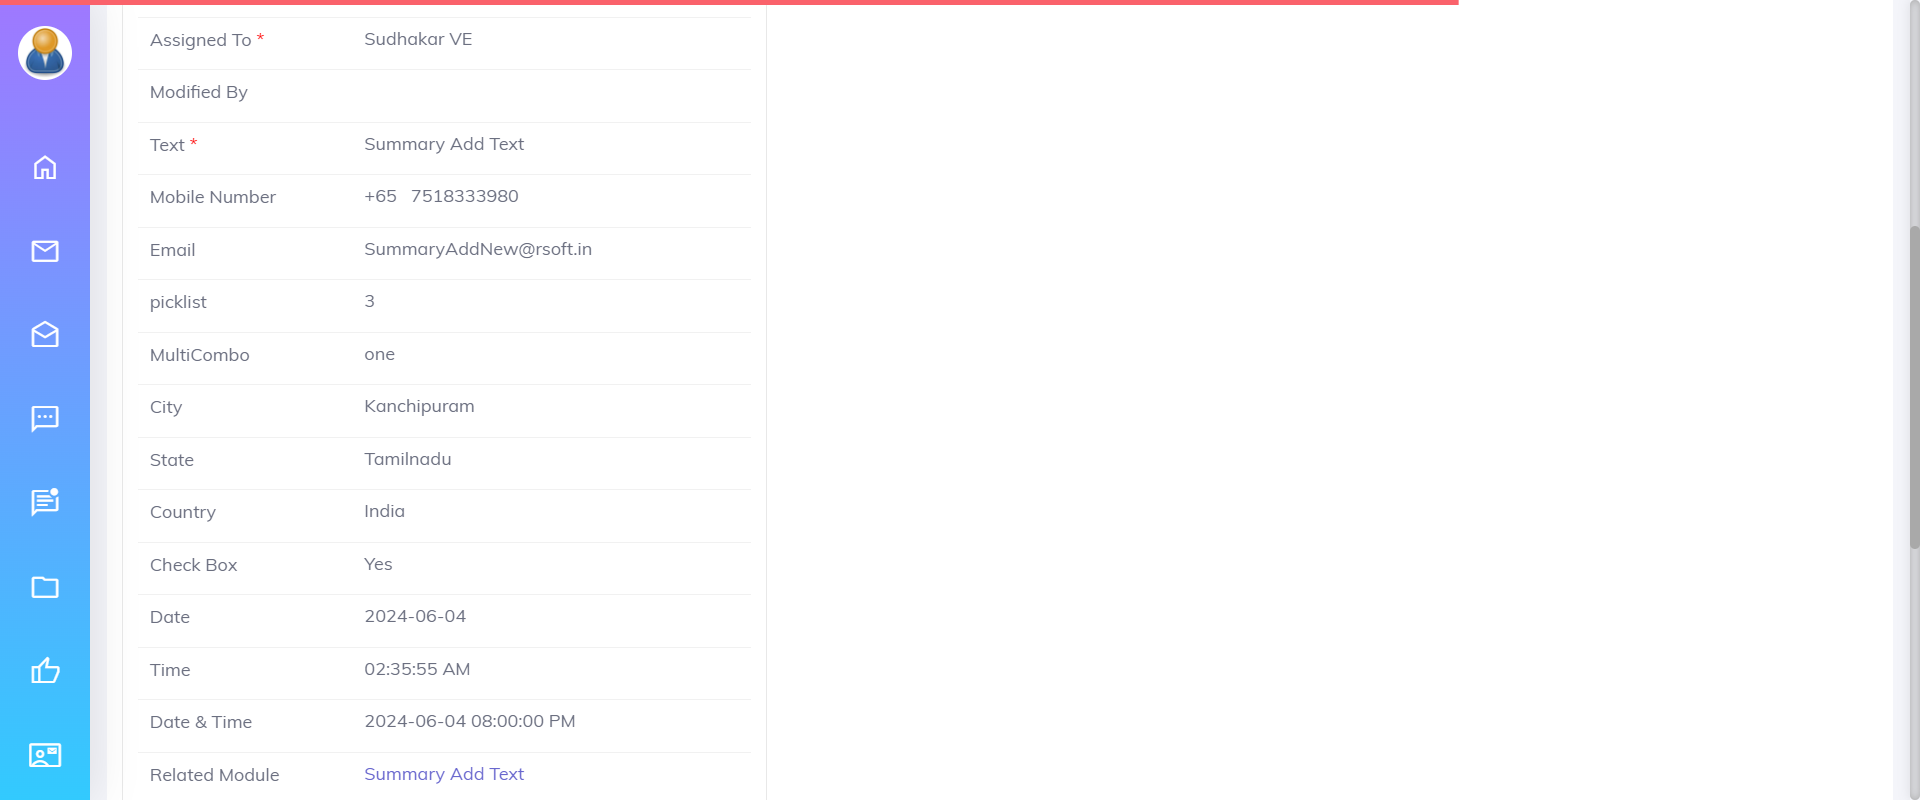 Assigned To * Sudhakar VE
Modified By
Text * Summary Add Text
Mobile Number +65 7518333980
Email SummaryAddNew@rsoft.in
picklist 3
MultiCombo one
City Kanchipuram
State Tamilnadu
Country India
Check Box Yes
Date 2024-06-04
Time 02:35:55 AM
Date & Time 2024-06-04 08:00:00 PM
Related Module Summary Add Text